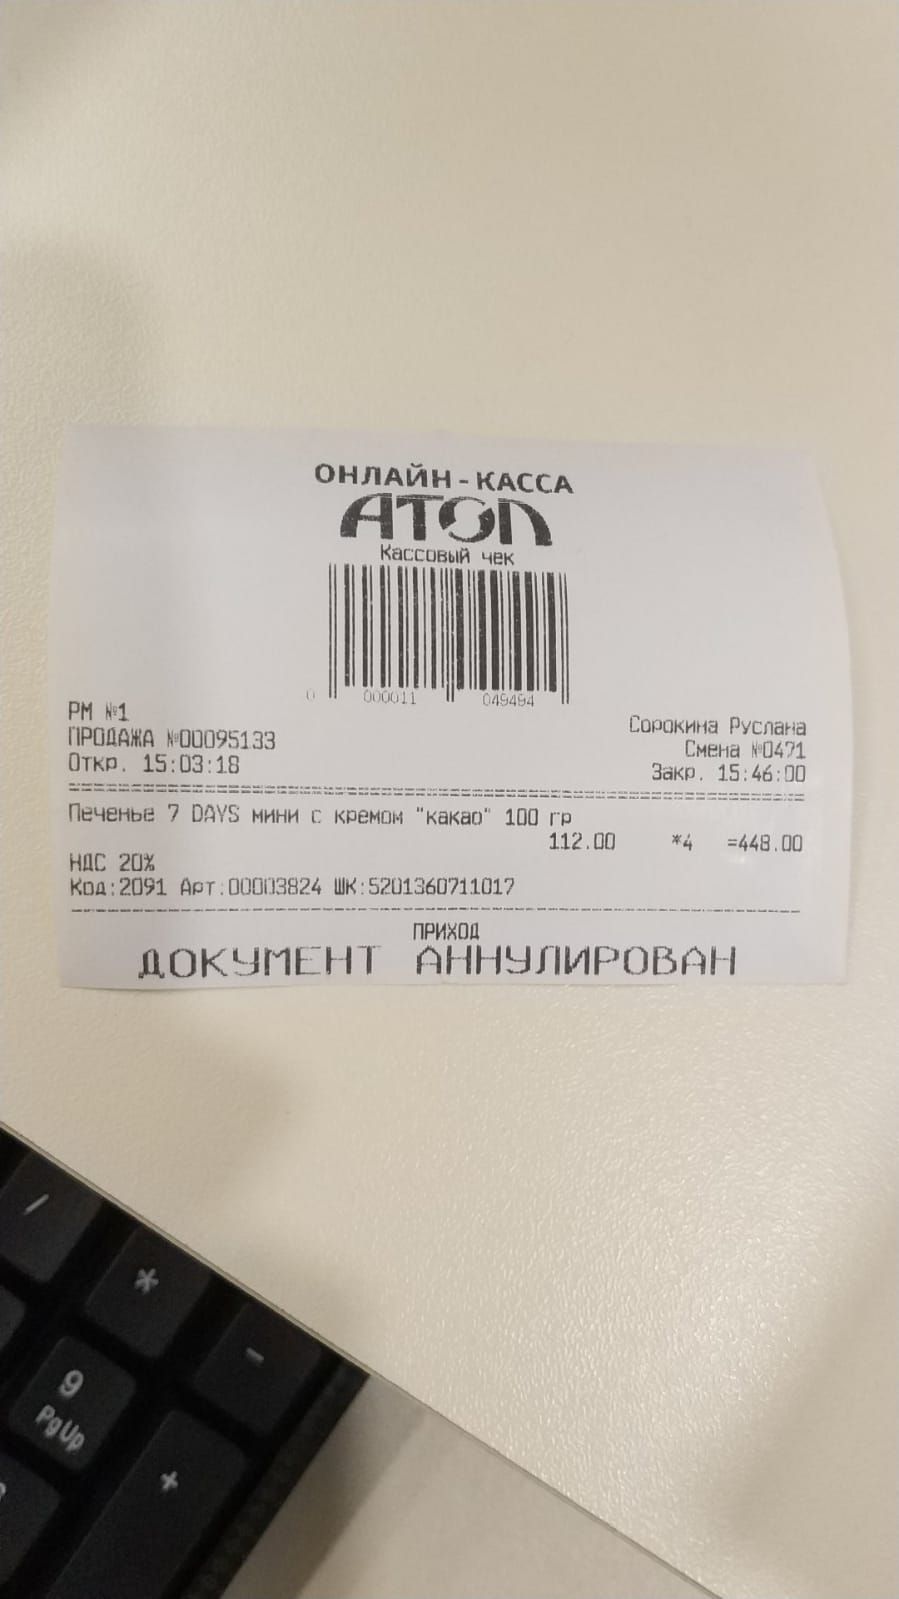 ОНЛАЙН-КАССА
АТОЛ
Кассовый чек
0 000011 049494
РМ №1
Сорокина Руслана
ПРОДАЖА №00095133
Смена №0471
Откр. 15:03:18
Закр. 15:46:00
Печенье 7 DAYS мини с кремом "какао" 100 гр
112.00 *4 =448.00
НДС 20%
Код:2091 Арт:00003824 ШК:5201360711017
ПРИХОД
ДОКУМЕНТ АННУЛИРОВАН
/
*
-
9
PgUp
+